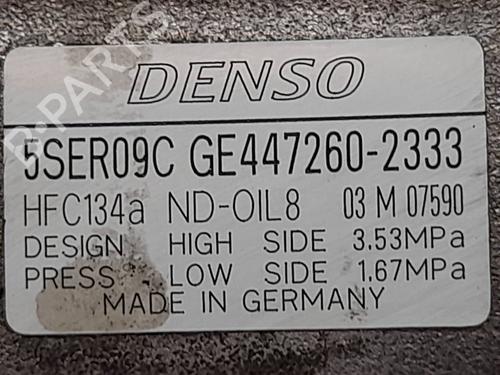 DENSO
5SER09C GE447260-2333
HFC134a ND-OIL8 03 M 07590
DESIGN HIGH SIDE 3.53MPa
PRESS LOW SIDE 1.67MPa
MADE IN GERMANY
B-PARTS